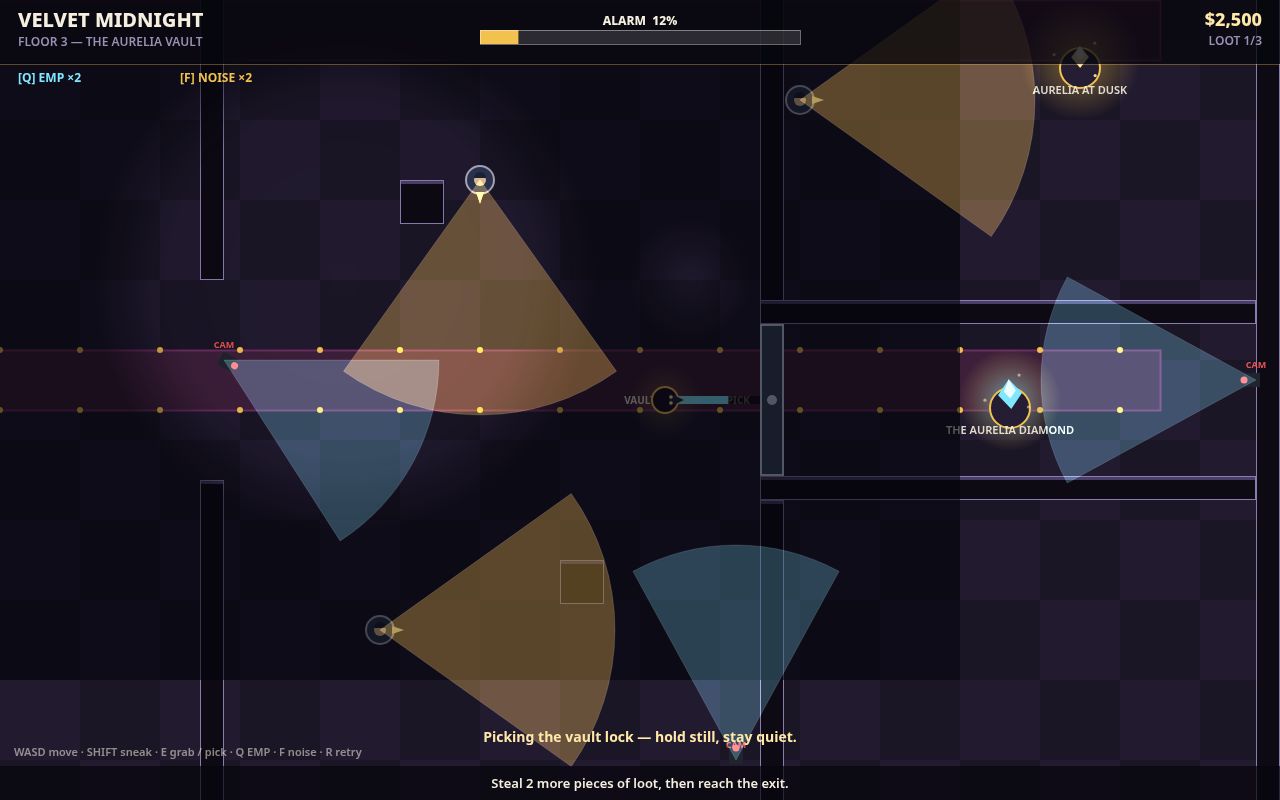 VELVET MIDNIGHT
FLOOR 3 — THE AURELIA VAULT
ALARM 12%
$2,500
LOOT 1/3
[Q] EMP ×2
[F] NOISE ×2
AURELIA AT DUSK
CAM
CAM
VAUL
PICK
THE AURELIA DIAMOND
Picking the vault lock — hold still, stay quiet.
WASD move · SHIFT sneak · E grab / pick · Q EMP · F noise · R retry
Steal 2 more pieces of loot, then reach the exit.